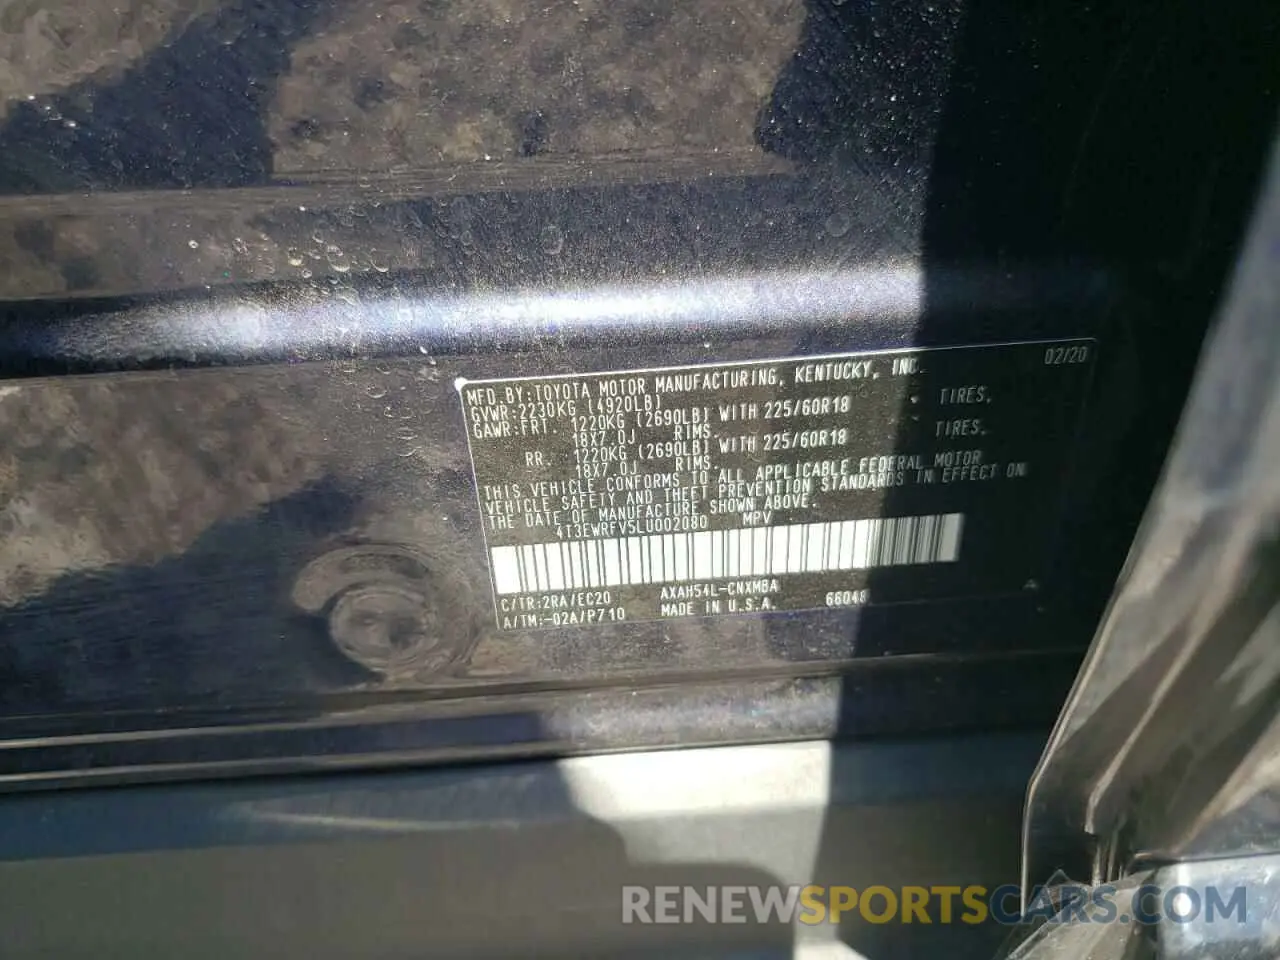 02/20
MFD.BY:TOYOTA MOTOR MANUFACTURING, KENTUCKY, INC.
GVWR:2230KG (4920LB)
GAWR:FRT. 1220KG (2690LB) WITH 225/60R18 TIRES,
18X7.0J RIMS.
RR. 1220KG (2690LB) WITH 225/60R18 TIRES,
18X7.0J RIMS.
THIS VEHICLE CONFORMS TO ALL APPLICABLE FEDERAL MOTOR
VEHICLE SAFETY AND THEFT PREVENTION STANDARDS IN EFFECT ON
THE DATE OF MANUFACTURE SHOWN ABOVE.
4T3EWRFV5LU002080 MPV
C/TR:2RA/EC20 AXAH54L-CNXMBA
A/TM:-02A/P710 MADE IN U.S.A. 66048
RENEWSPORTSCARS.COM